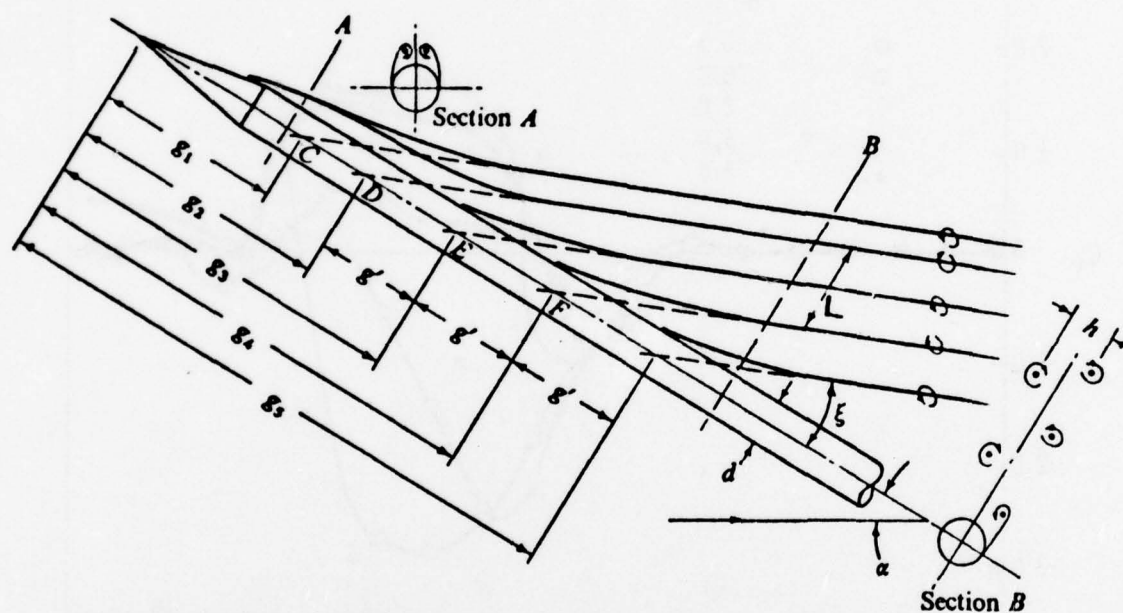 A
Section A
B
C
D
E
F
g₁
g₂
g₃
g₄
g₅
g'
g'
g'
L
h
ξ
d
α
Section B